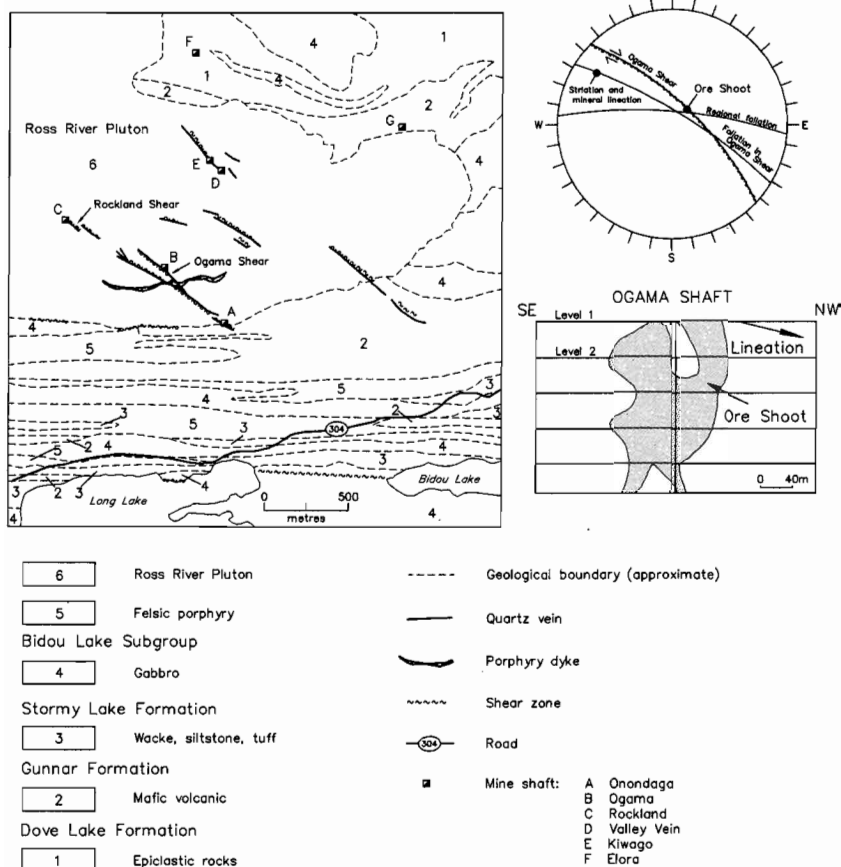 F
4
1
1
4
2
2
G
Ross River Pluton
E
D
6
4
C
Rockland Shear
B
Ogama Shear
4
A
4
2
5
5
3
4
3
2
5
3
304
4
5
2
4
3
3
2
3
4
Long Lake
Bidou Lake
4
4
0 500
metres
Ogama Shear
Ore Shoot
Striation and
mineral lineation
Regional foliation
Foliation in
Ogama Shear
W
E
S
OGAMA SHAFT
SE
NW
Level 1
Lineation
Level 2
Ore Shoot
0 40m
6 Ross River Pluton
5 Felsic porphyry
Bidou Lake Subgroup
4 Gabbro
Stormy Lake Formation
3 Wacke, siltstone, tuff
Gunnar Formation
2 Mafic volcanic
Dove Lake Formation
1 Epiclastic rocks
Geological boundary (approximate)
Quartz vein
Porphyry dyke
Shear zone
304 Road
Mine shaft: A Onondaga
B Ogama
C Rockland
D Valley Vein
E Kiwago
F Elora